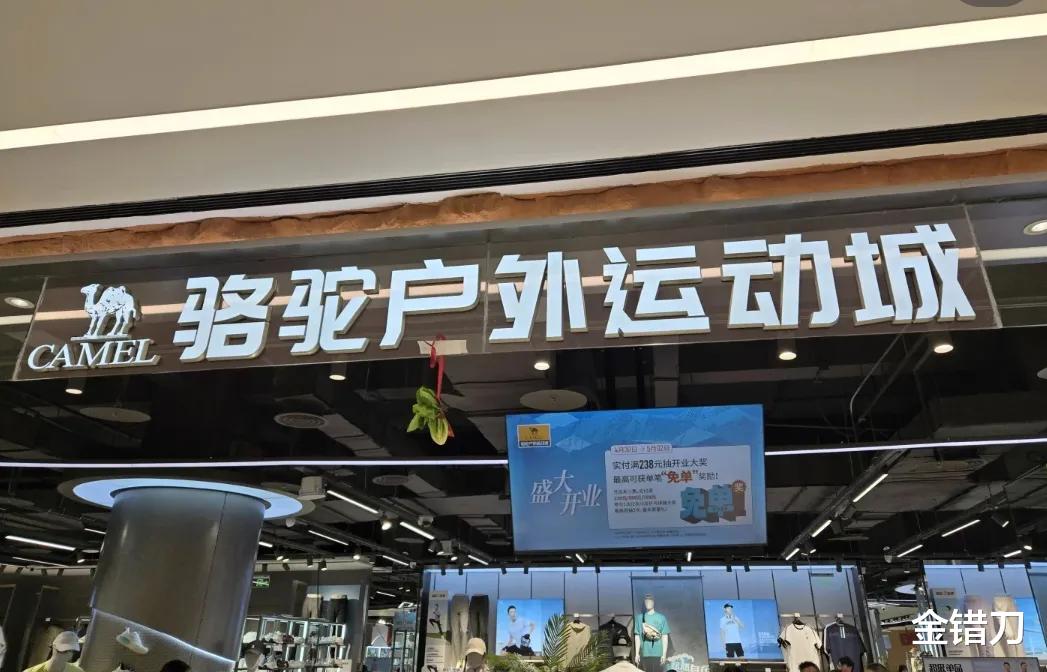 CAMEL
骆驼户外运动城
盛大
开业
实付满238元抽开业大奖
最高可获单笔“免单”奖励!
免单
奖
金错刀